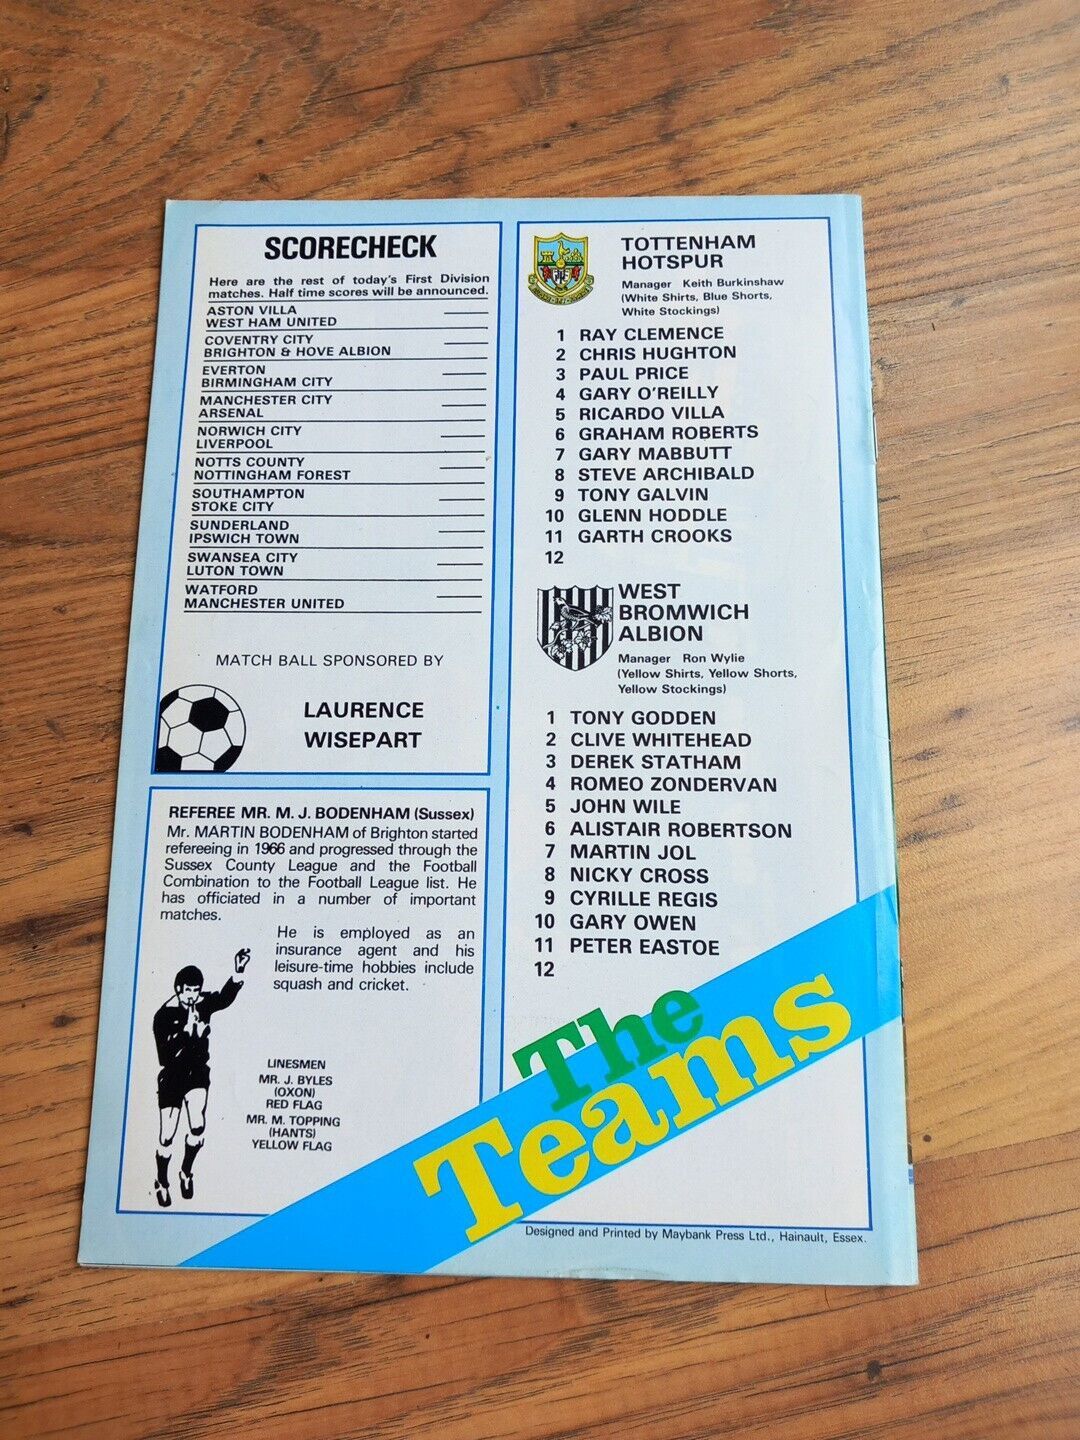 SCORECHECK
Here are the rest of today's First Division
matches. Half time scores will be announced.
ASTON VILLA
WEST HAM UNITED
COVENTRY CITY
BRIGHTON & HOVE ALBION
EVERTON
BIRMINGHAM CITY
MANCHESTER CITY
ARSENAL
NORWICH CITY
LIVERPOOL
NOTTS COUNTY
NOTTINGHAM FOREST
SOUTHAMPTON
STOKE CITY
SUNDERLAND
IPSWICH TOWN
SWANSEA CITY
LUTON TOWN
WATFORD
MANCHESTER UNITED
MATCH BALL SPONSORED BY
LAURENCE
WISEPART
REFEREE MR. M. J. BODENHAM (Sussex)
Mr. MARTIN BODENHAM of Brighton started
refereeing in 1966 and progressed through the
Sussex County League and the Football
Combination to the Football League list. He
has officiated in a number of important
matches.
He is employed as an
insurance agent and his
leisure-time hobbies include
squash and cricket.
LINESMEN
MR. J. BYLES
(OXON)
RED FLAG
MR. M. TOPPING
(HANTS)
YELLOW FLAG
TOTTENHAM
HOTSPUR
Manager Keith Burkinshaw
(White Shirts, Blue Shorts,
White Stockings)
1 RAY CLEMENCE
2 CHRIS HUGHTON
3 PAUL PRICE
4 GARY O'REILLY
5 RICARDO VILLA
6 GRAHAM ROBERTS
7 GARY MABBUTT
8 STEVE ARCHIBALD
9 TONY GALVIN
10 GLENN HODDLE
11 GARTH CROOKS
12
WEST
BROMWICH
ALBION
Manager Ron Wylie
(Yellow Shirts, Yellow Shorts,
Yellow Stockings)
1 TONY GODDEN
2 CLIVE WHITEHEAD
3 DEREK STATHAM
4 ROMEO ZONDERVAN
5 JOHN WILE
6 ALISTAIR ROBERTSON
7 MARTIN JOL
8 NICKY CROSS
9 CYRILLE REGIS
10 GARY OWEN
11 PETER EASTOE
12
The
Teams
Designed and Printed by Maybank Press Ltd., Hainault, Essex.